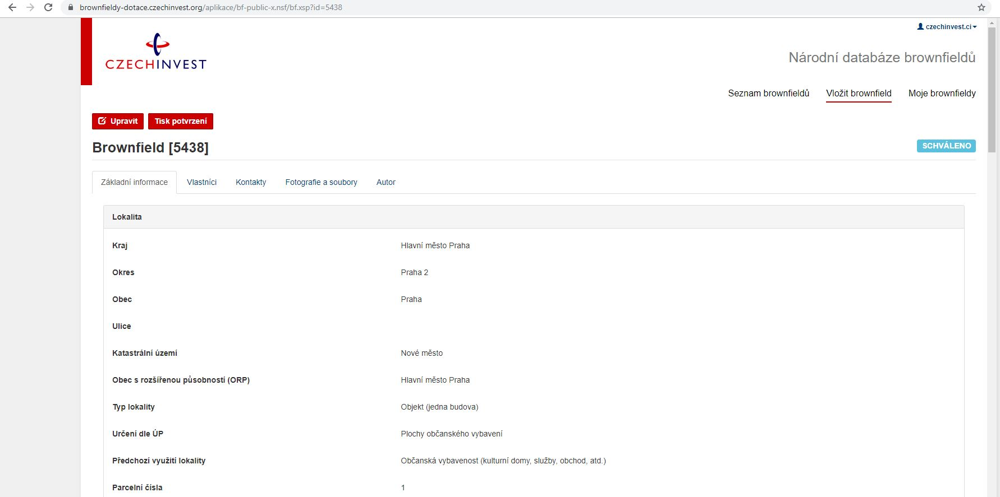 brownfieldy-dotace.czechinvest.org/aplikace/bf-public-x.nsf/bf.xsp?id=5438
czechinvest.ci
CZECHINVEST
Národní databáze brownfieldů
Seznam brownfieldů Vložit brownfield Moje brownfieldy
Upravit Tisk potvrzení
Brownfield [5438] SCHVÁLENO
Základní informace Vlastníci Kontakty Fotografie a soubory Autor
Lokalita
Kraj Hlavní město Praha
Okres Praha 2
Obec Praha
Ulice
Katastrální území Nové město
Obec s rozšířenou působností (ORP) Hlavní město Praha
Typ lokality Objekt (jedna budova)
Určení dle ÚP Plochy občanského vybavení
Předchozí využití lokality Občanská vybavenost (kulturní domy, služby, obchod, atd.)
Parcelní čísla 1